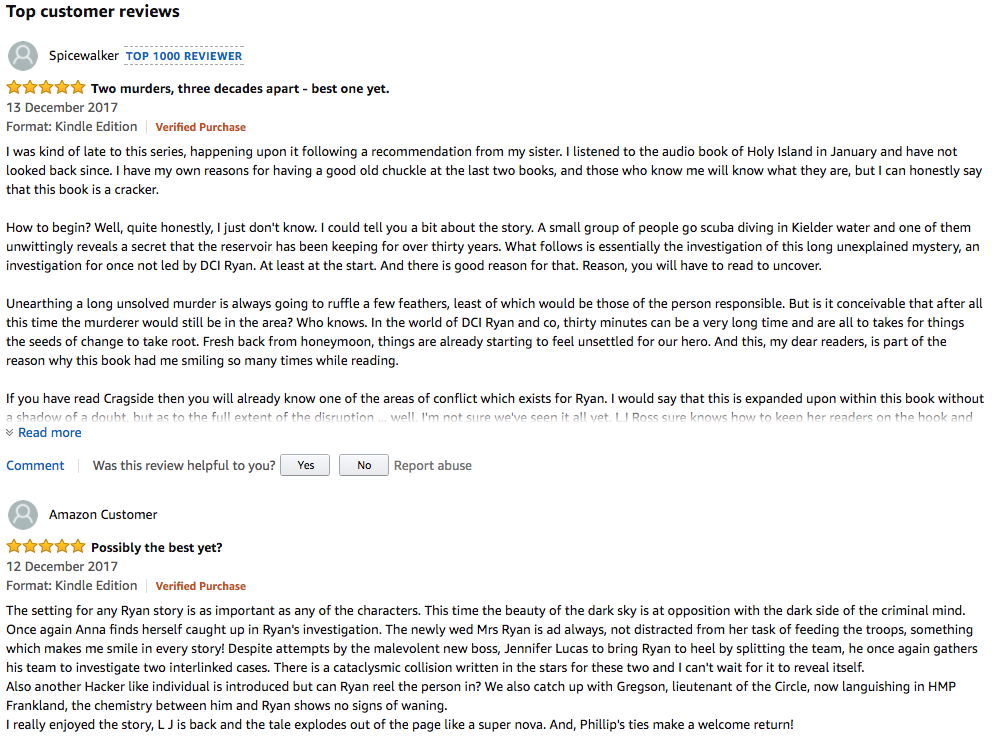 Top customer reviews
Spicewalker TOP 1000 REVIEWER
Two murders, three decades apart - best one yet.
13 December 2017
Format: Kindle Edition Verified Purchase
I was kind of late to this series, happening upon it following a recommendation from my sister. I listened to the audio book of Holy Island in January and have not
looked back since. I have my own reasons for having a good old chuckle at the last two books, and those who know me will know what they are, but I can honestly say
that this book is a cracker.
How to begin? Well, quite honestly, I just don't know. I could tell you a bit about the story. A small group of people go scuba diving in Kielder water and one of them
unwittingly reveals a secret that the reservoir has been keeping for over thirty years. What follows is essentially the investigation of this long unexplained mystery, an
investigation for once not led by DCI Ryan. At least at the start. And there is good reason for that. Reason, you will have to read to uncover.
Unearthing a long unsolved murder is always going to ruffle a few feathers, least of which would be those of the person responsible. But is it conceivable that after all
this time the murderer would still be in the area? Who knows. In the world of DCI Ryan and co, thirty minutes can be a very long time and are all to takes for things
the seeds of change to take root. Fresh back from honeymoon, things are already starting to feel unsettled for our hero. And this, my dear readers, is part of the
reason why this book had me smiling so many times while reading.
If you have read Cragside then you will already know one of the areas of conflict which exists for Ryan. I would say that this is expanded upon within this book without
a shadow of a doubt, but as to the full extent of the disruption ... well, I'm not sure we've seen it all yet. L J Ross sure knows how to keep her readers on the hook and
Read more
Comment Was this review helpful to you? Yes No Report abuse
Amazon Customer
Possibly the best yet?
12 December 2017
Format: Kindle Edition Verified Purchase
The setting for any Ryan story is as important as any of the characters. This time the beauty of the dark sky is at opposition with the dark side of the criminal mind.
Once again Anna finds herself caught up in Ryan's investigation. The newly wed Mrs Ryan is ad always, not distracted from her task of feeding the troops, something
which makes me smile in every story! Despite attempts by the malevolent new boss, Jennifer Lucas to bring Ryan to heel by splitting the team, he once again gathers
his team to investigate two interlinked cases. There is a cataclysmic collision written in the stars for these two and I can't wait for it to reveal itself.
Also another Hacker like individual is introduced but can Ryan reel the person in? We also catch up with Gregson, lieutenant of the Circle, now languishing in HMP
Frankland, the chemistry between him and Ryan shows no signs of waning.
I really enjoyed the story, L J is back and the tale explodes out of the page like a super nova. And, Phillip's ties make a welcome return!